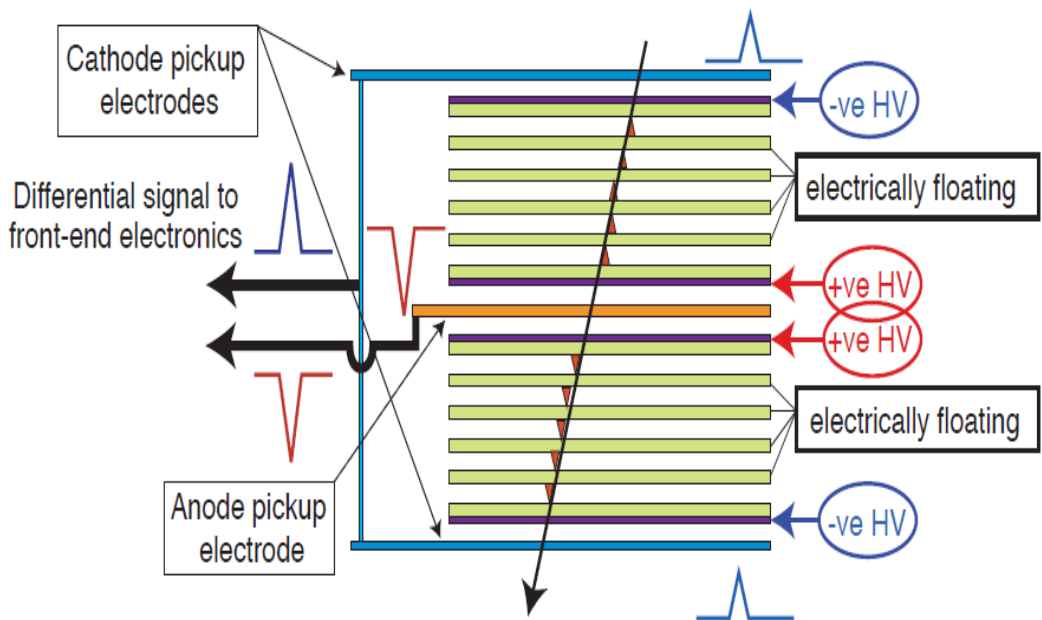 Cathode pickup
electrodes
-ve HV
electrically floating
Differential signal to
front-end electronics
+ve HV
+ve HV
electrically floating
Anode pickup
electrode
-ve HV